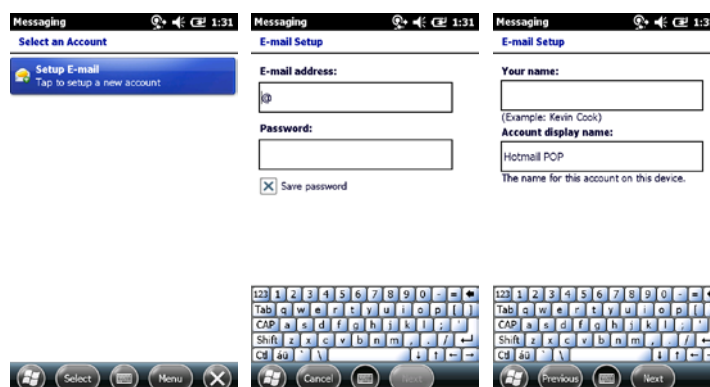 Messaging 1:31
Select an Account
Setup E-mail
Tap to setup a new account
Select Menu
Messaging 1:31
E-mail Setup
E-mail address:
@
Password:
Save password
123 1 2 3 4 5 6 7 8 9 0 - =
Tab q w e r t y u i o p [ ]
CAP a s d f g h j k l ; '
Shift z x c v b n m , . /
Ctl áü ` \
Cancel Next
Messaging 1:3
E-mail Setup
Your name:
(Example: Kevin Cook)
Account display name:
Hotmail POP
The name for this account on this device.
123 1 2 3 4 5 6 7 8 9 0 - =
Tab q w e r t y u i o p [ ]
CAP a s d f g h j k l ; '
Shift z x c v b n m , . /
Ctl áü ` \
Previous Next